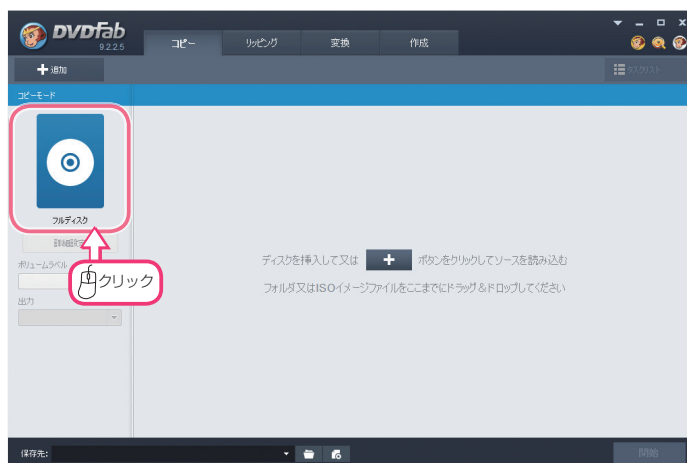 DVDFab
9.2.2.5
コピー リッピング 変換 作成
追加 タスクリスト
コピーモード
フルディスク
詳細設定
ボリュームラベル
クリック
出力
ディスクを挿入して又は + ボタンをクリックしてソースを読み込む
フォルダ又はISOイメージファイルをここまでにドラッグ＆ドロップしてください
保存先:
開始